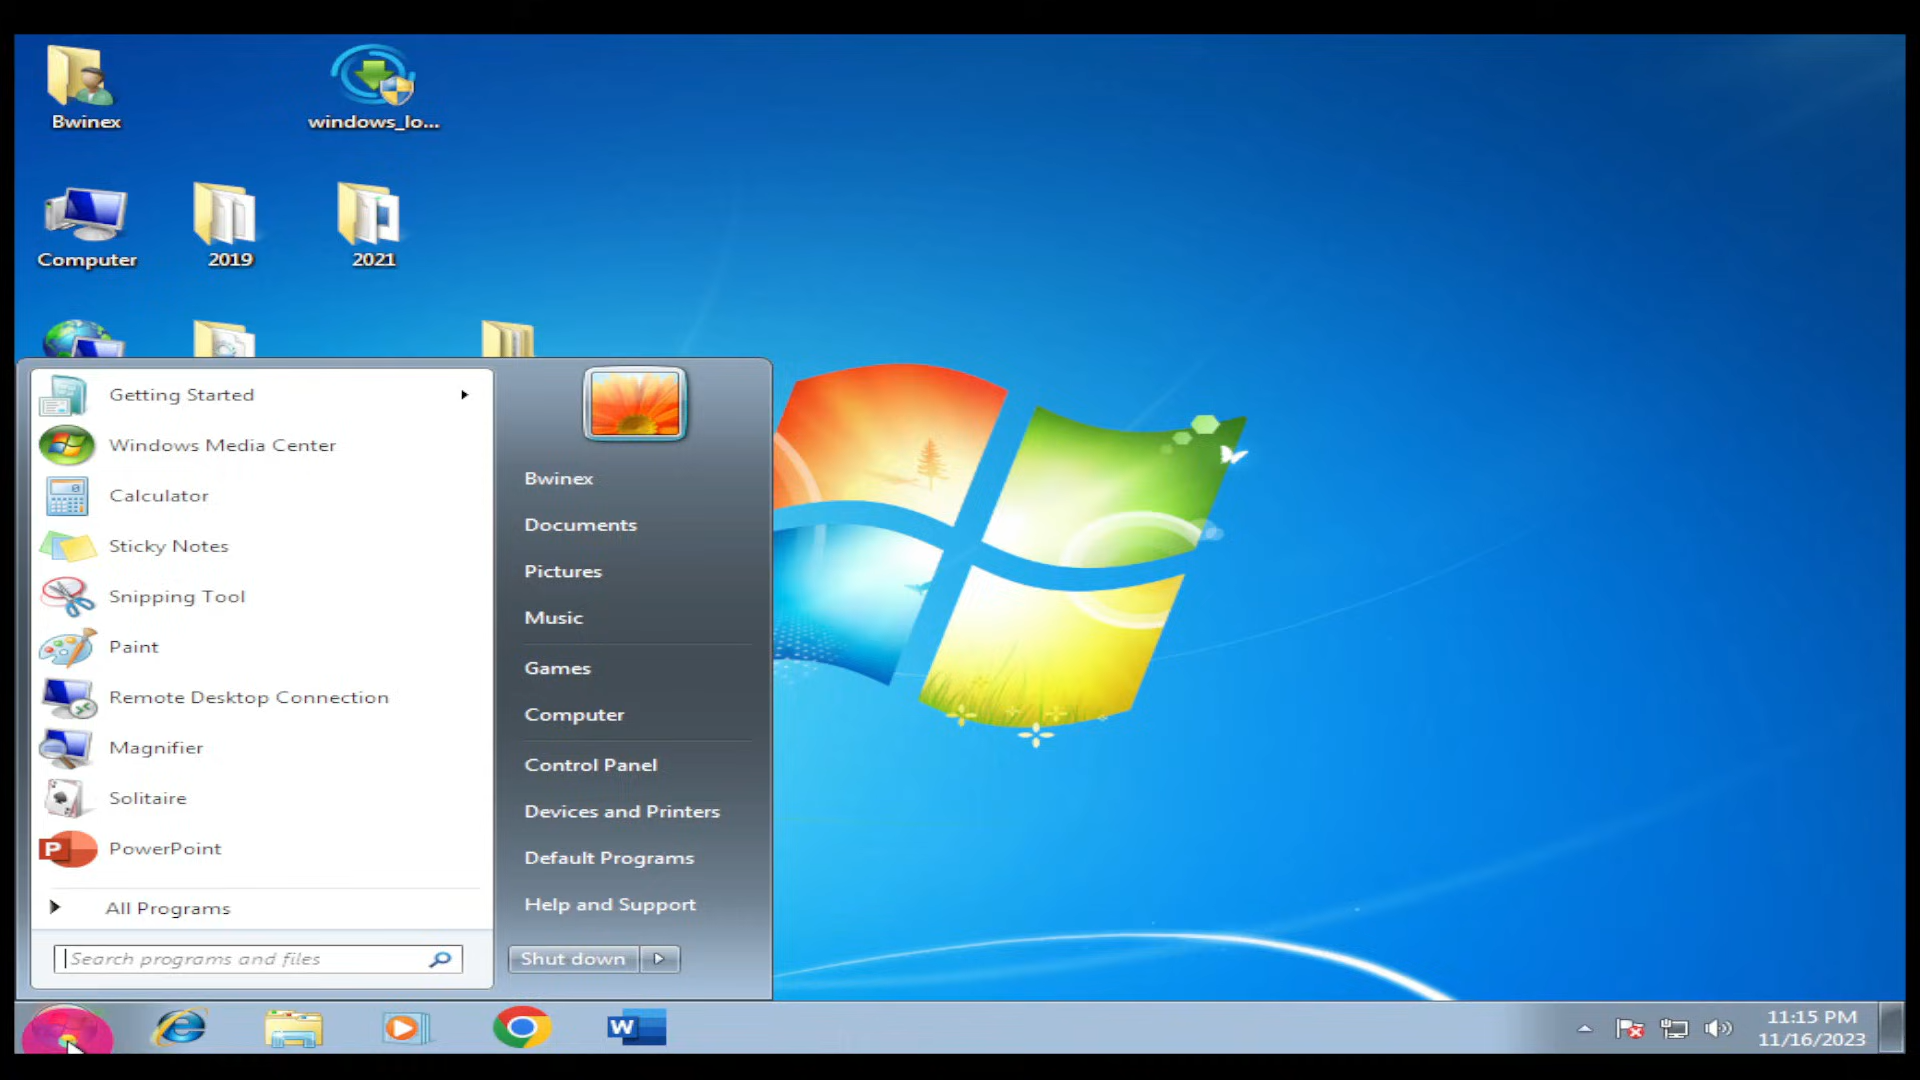 Bwinex
windows_lo...
Computer
2019
2021
Getting Started
Windows Media Center
Calculator
Sticky Notes
Snipping Tool
Paint
Remote Desktop Connection
Magnifier
Solitaire
P
PowerPoint
All Programs
Search programs and files
Bwinex
Documents
Pictures
Music
Games
Computer
Control Panel
Devices and Printers
Default Programs
Help and Support
Shut down
W
11:15 PM
11/16/2023